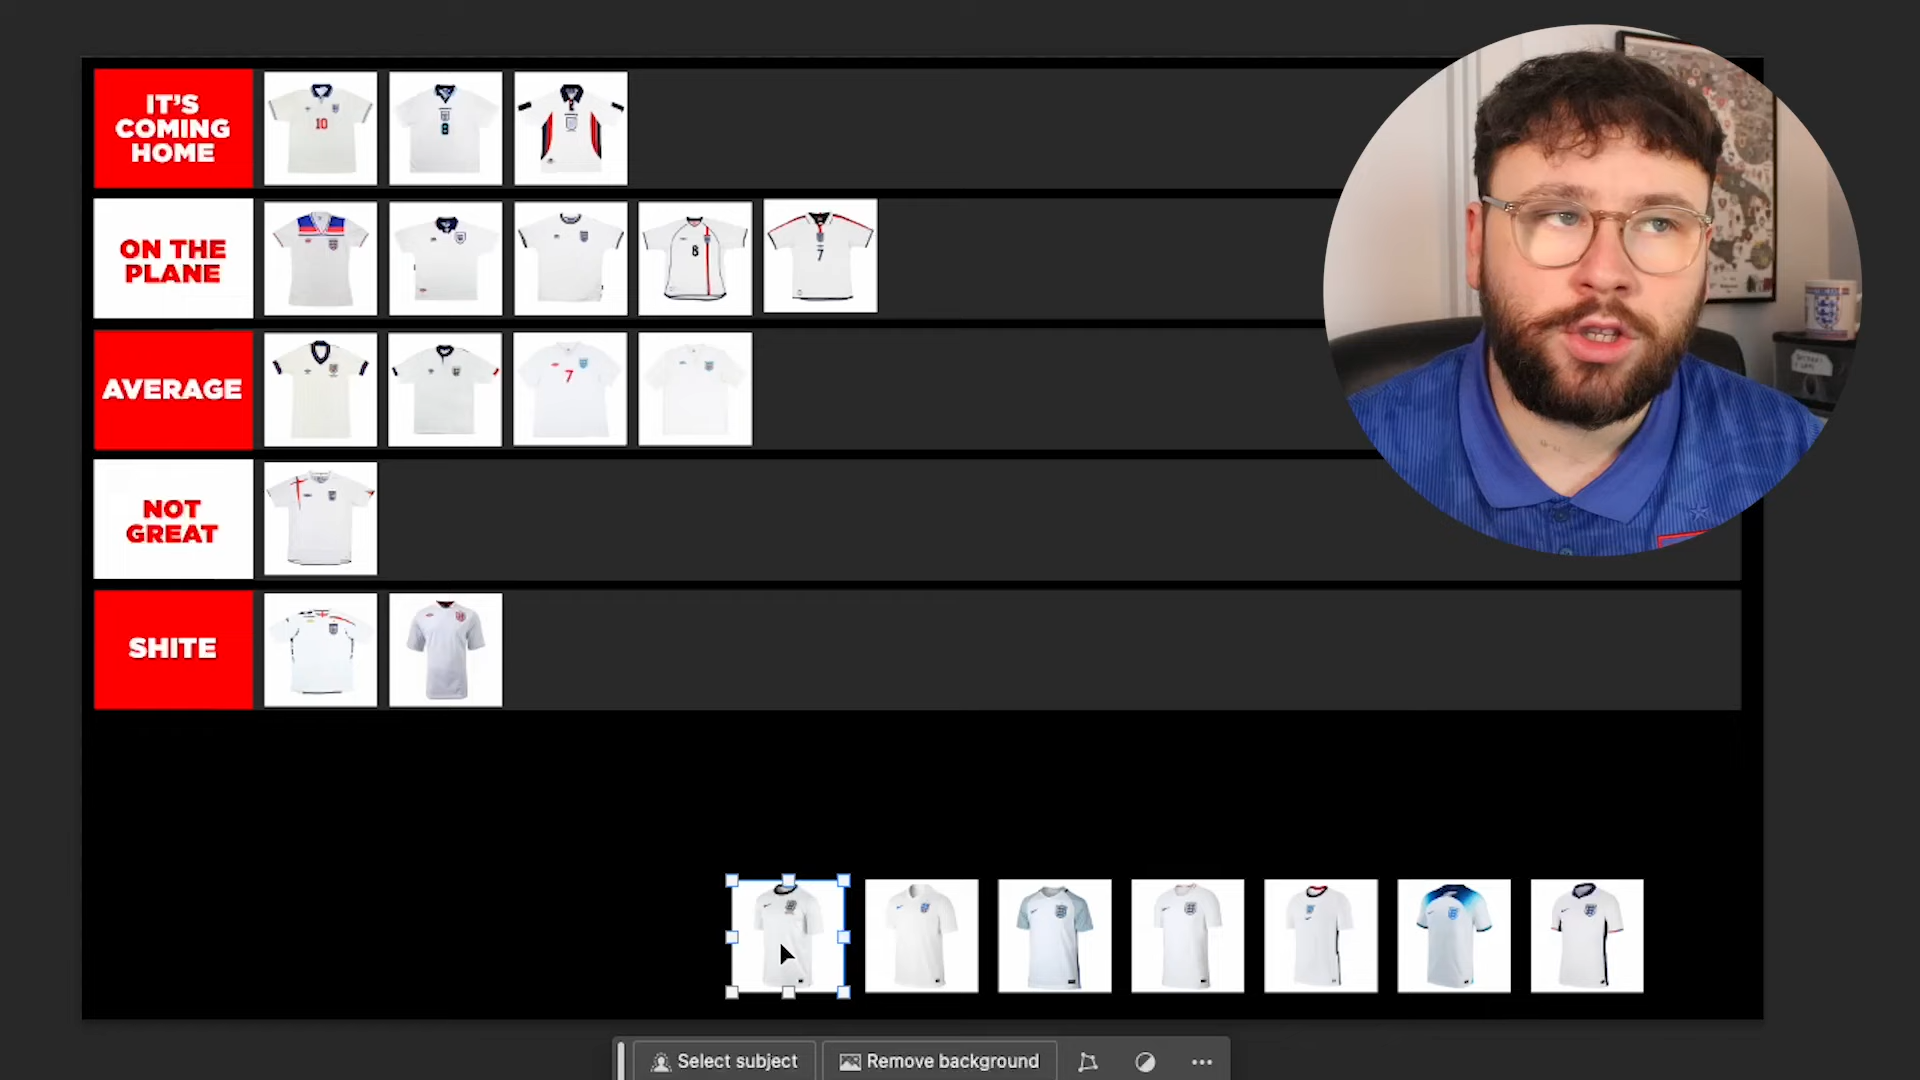 IT'S
COMING
HOME
10
8
ON THE
PLANE
8
7
AVERAGE
7
NOT
GREAT
SHITE
Select subject
Remove background